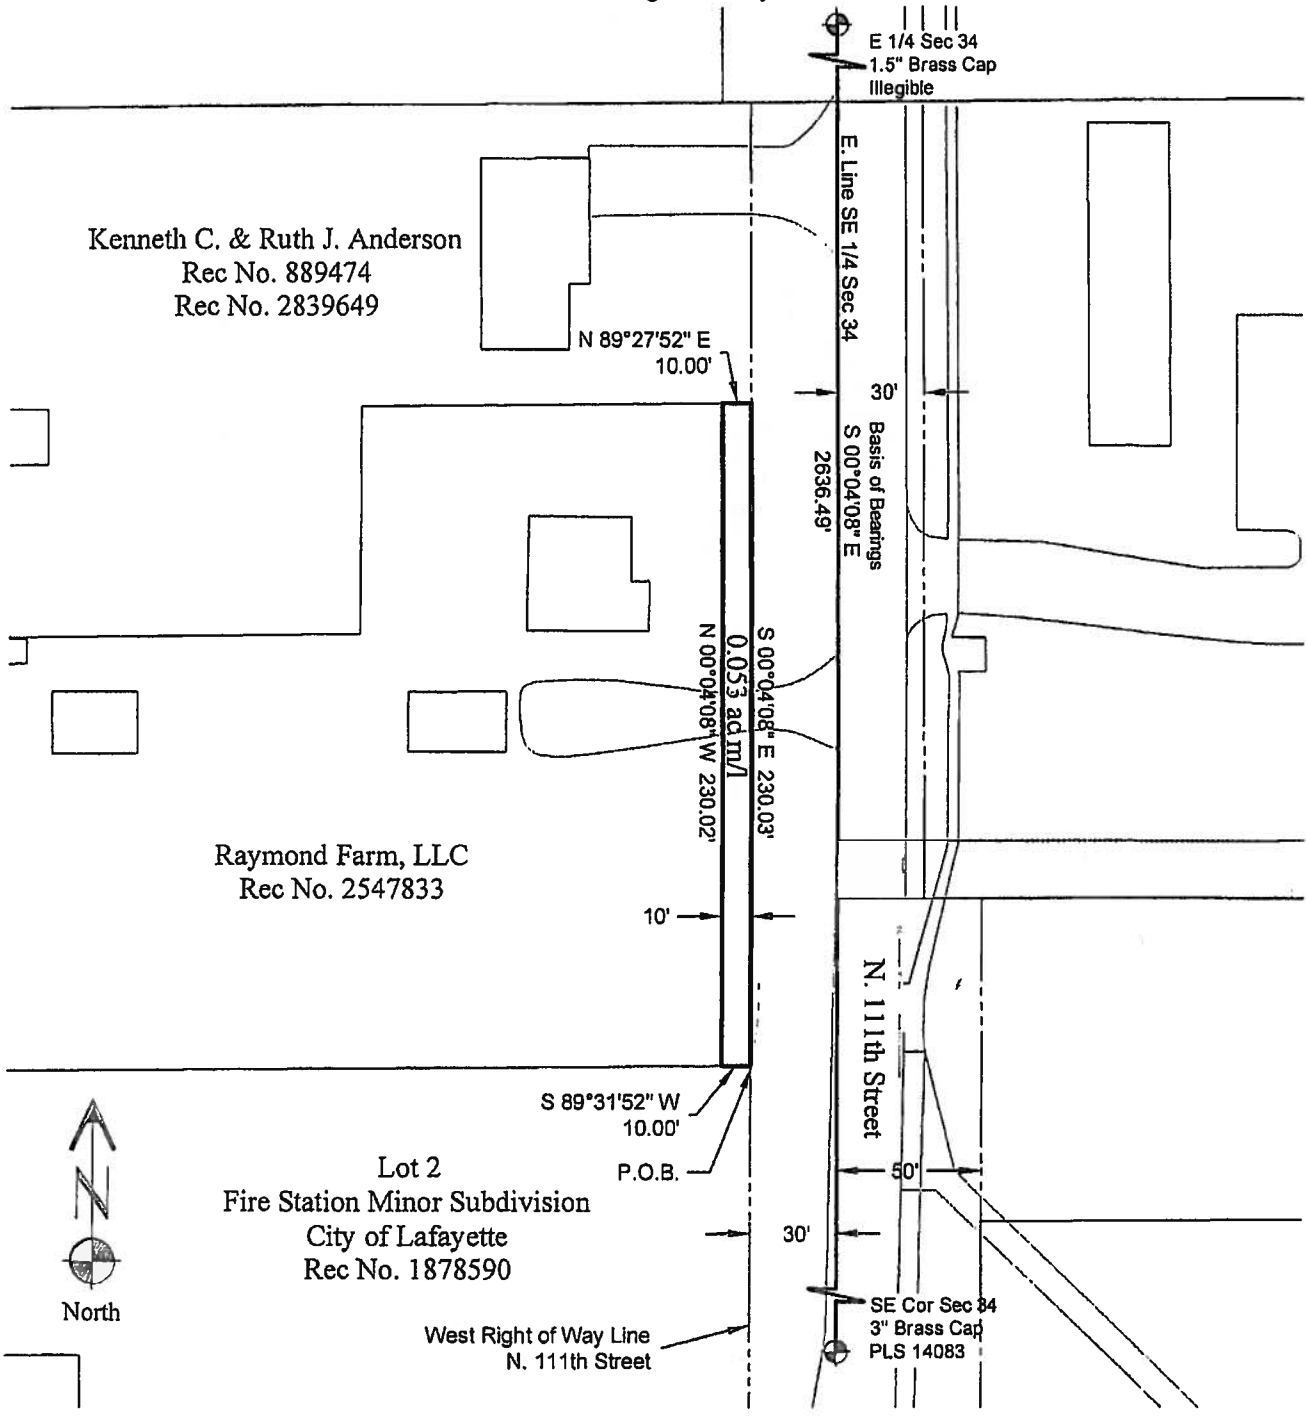 E 1/4 Sec 34
1.5" Brass Cap
Illegible
E. Line SE 1/4 Sec 34
Kenneth C. & Ruth J. Anderson
Rec No. 889474
Rec No. 2839649
N 89°27'52" E
10.00'
30'
Basis of Bearings
S 00°04'08" E
2636.49'
S 00°04'08" E 230.03'
0.053 ac m/l
N 00°04'08" W 230.02'
Raymond Farm, LLC
Rec No. 2547833
10'
N. 111th Street
S 89°31'52" W
10.00'
P.O.B.
50'
Lot 2
Fire Station Minor Subdivision
City of Lafayette
Rec No. 1878590
30'
N
North
SE Cor Sec 34
3" Brass Cap
PLS 14083
West Right of Way Line
N. 111th Street